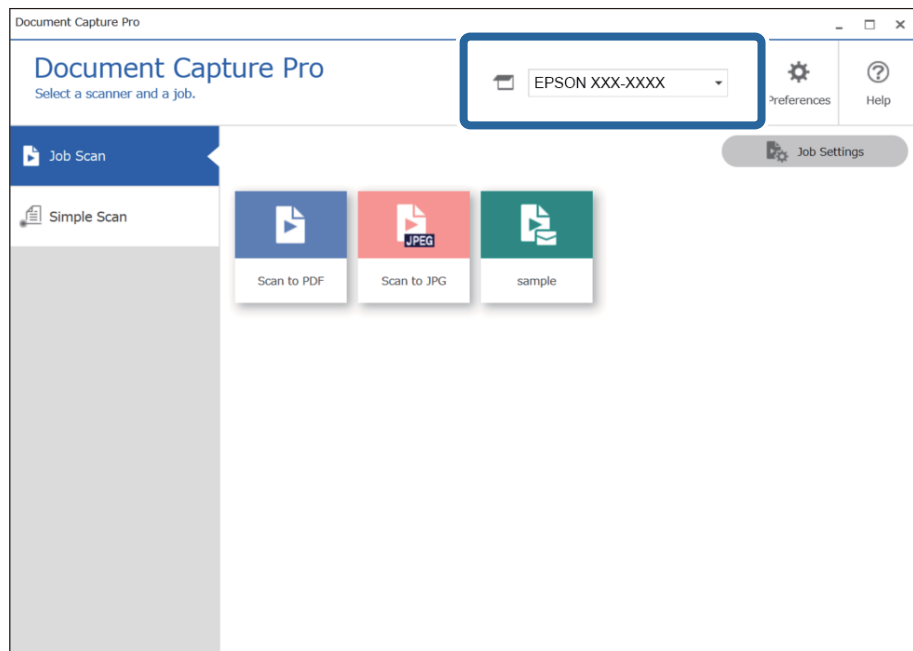 Document Capture Pro
Document Capture Pro
Select a scanner and a job.
EPSON XXX-XXXX
Preferences
Help
Job Scan
Job Settings
Simple Scan
JPEG
Scan to PDF
Scan to JPG
sample